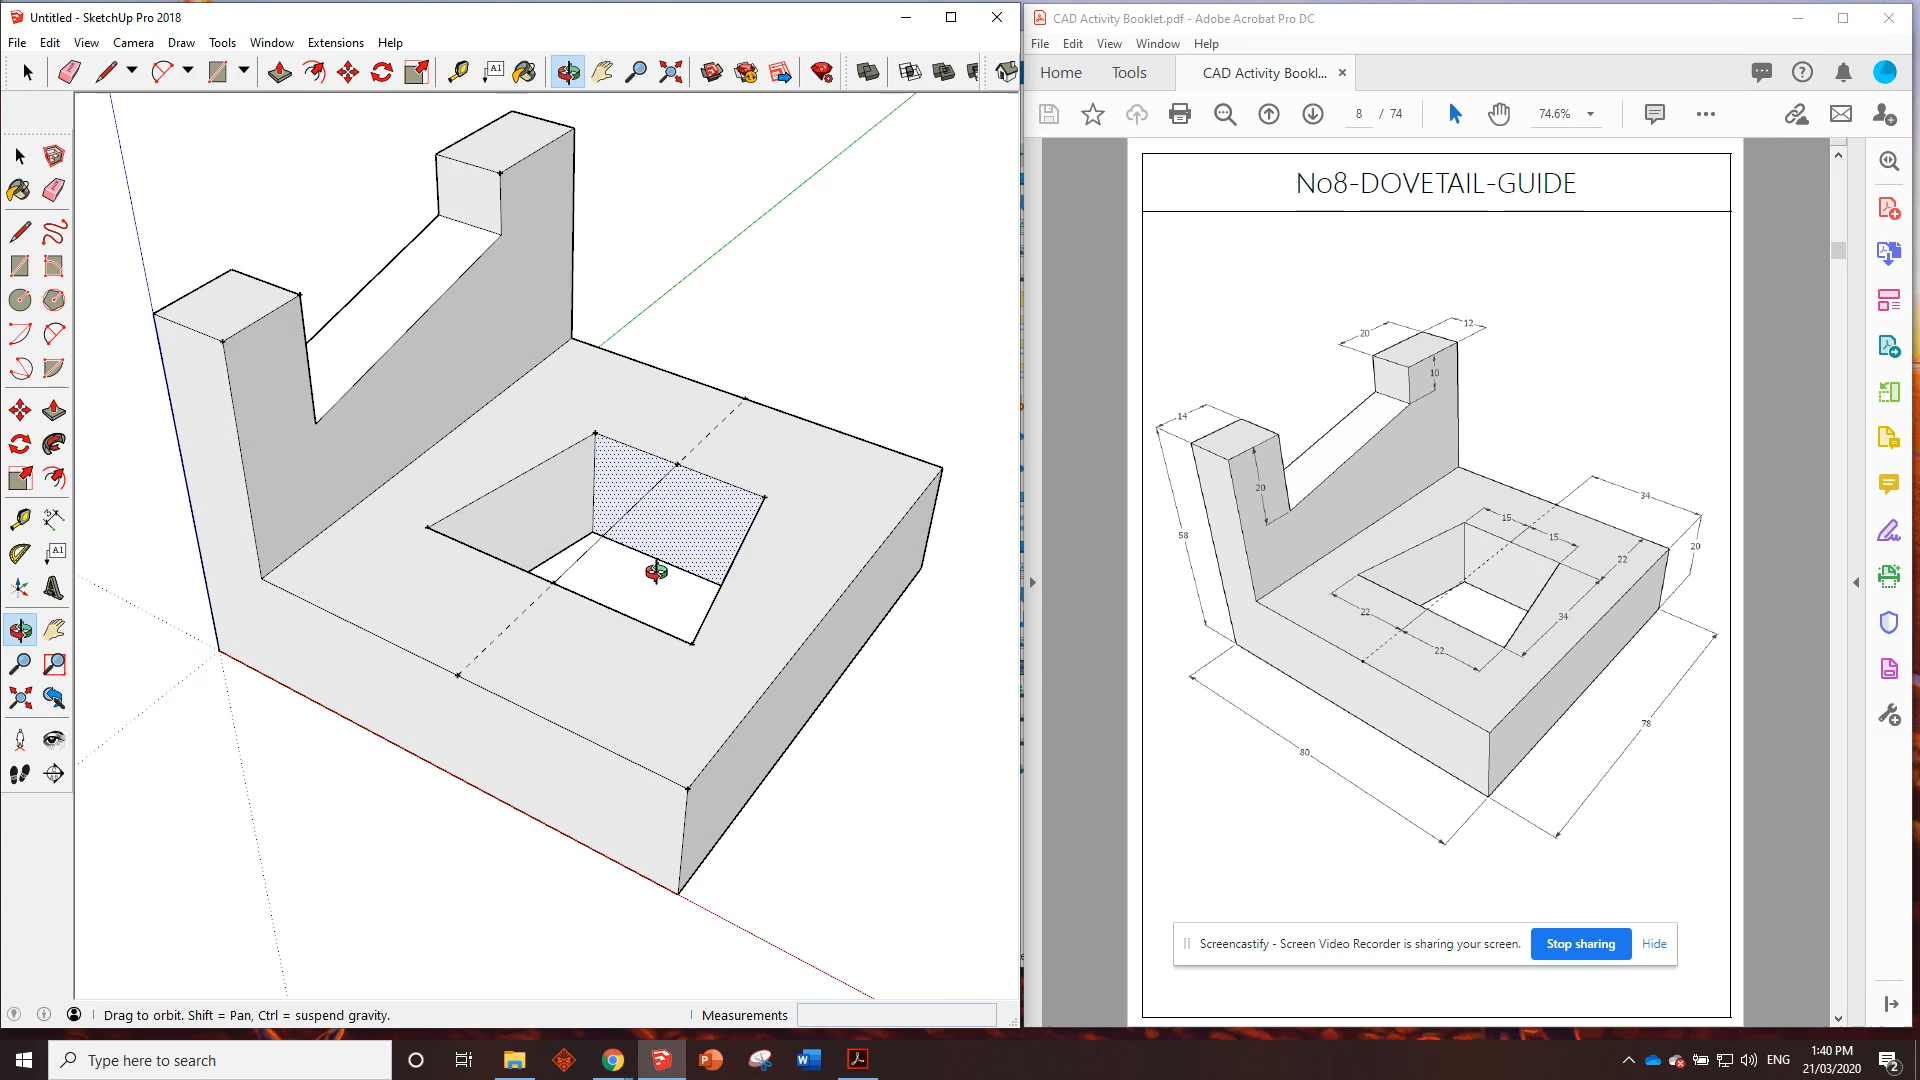 Untitled - SketchUp Pro 2018
File Edit View Camera Draw Tools Window Extensions Help
A1
A1
Drag to orbit. Shift = Pan, Ctrl = suspend gravity.
Measurements
CAD Activity Booklet.pdf - Adobe Acrobat Pro DC
File Edit View Window Help
Home Tools CAD Activity Bookl...
8 / 74 74.6%
No8-DOVETAIL-GUIDE
12
20
10
14
20
34
15
58
15
20
22
22
34
22
78
80
Screencastify - Screen Video Recorder is sharing your screen. Stop sharing Hide
Type here to search
ENG
1:40 PM
21/03/2020
2